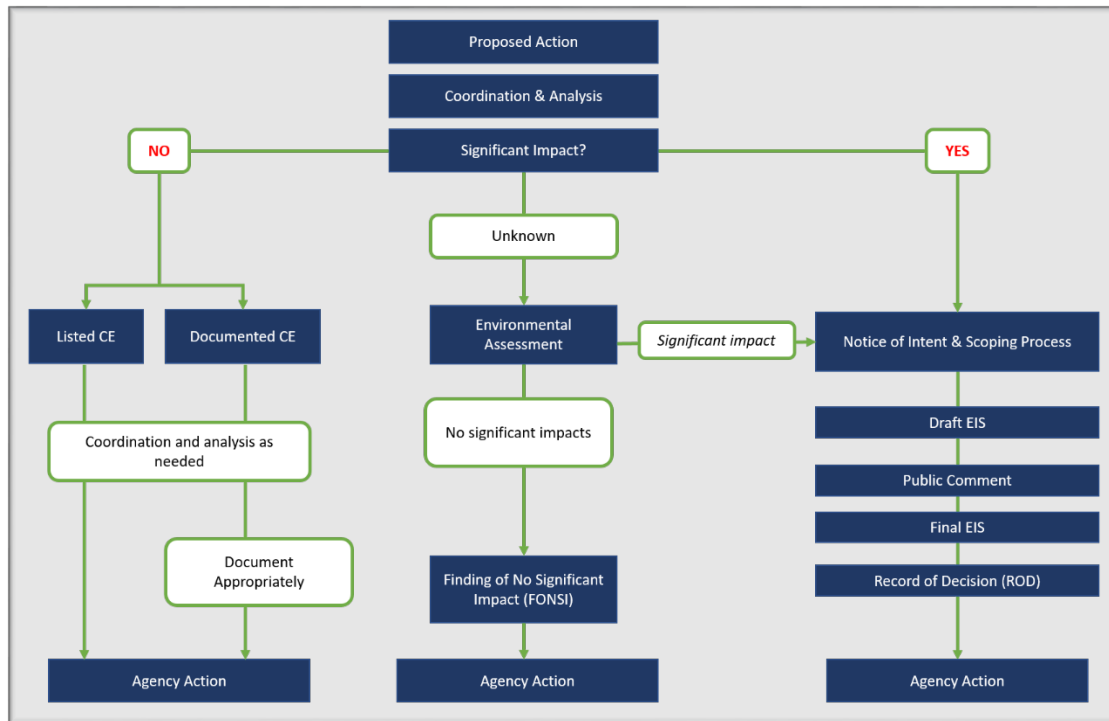 Proposed Action
Coordination & Analysis
NO
Significant Impact?
YES
Unknown
Listed CE
Documented CE
Environmental
Assessment
Significant impact
Notice of Intent & Scoping Process
Coordination and analysis as
needed
No significant impacts
Draft EIS
Public Comment
Final EIS
Document
Appropriately
Finding of No Significant
Impact (FONSI)
Record of Decision (ROD)
Agency Action
Agency Action
Agency Action